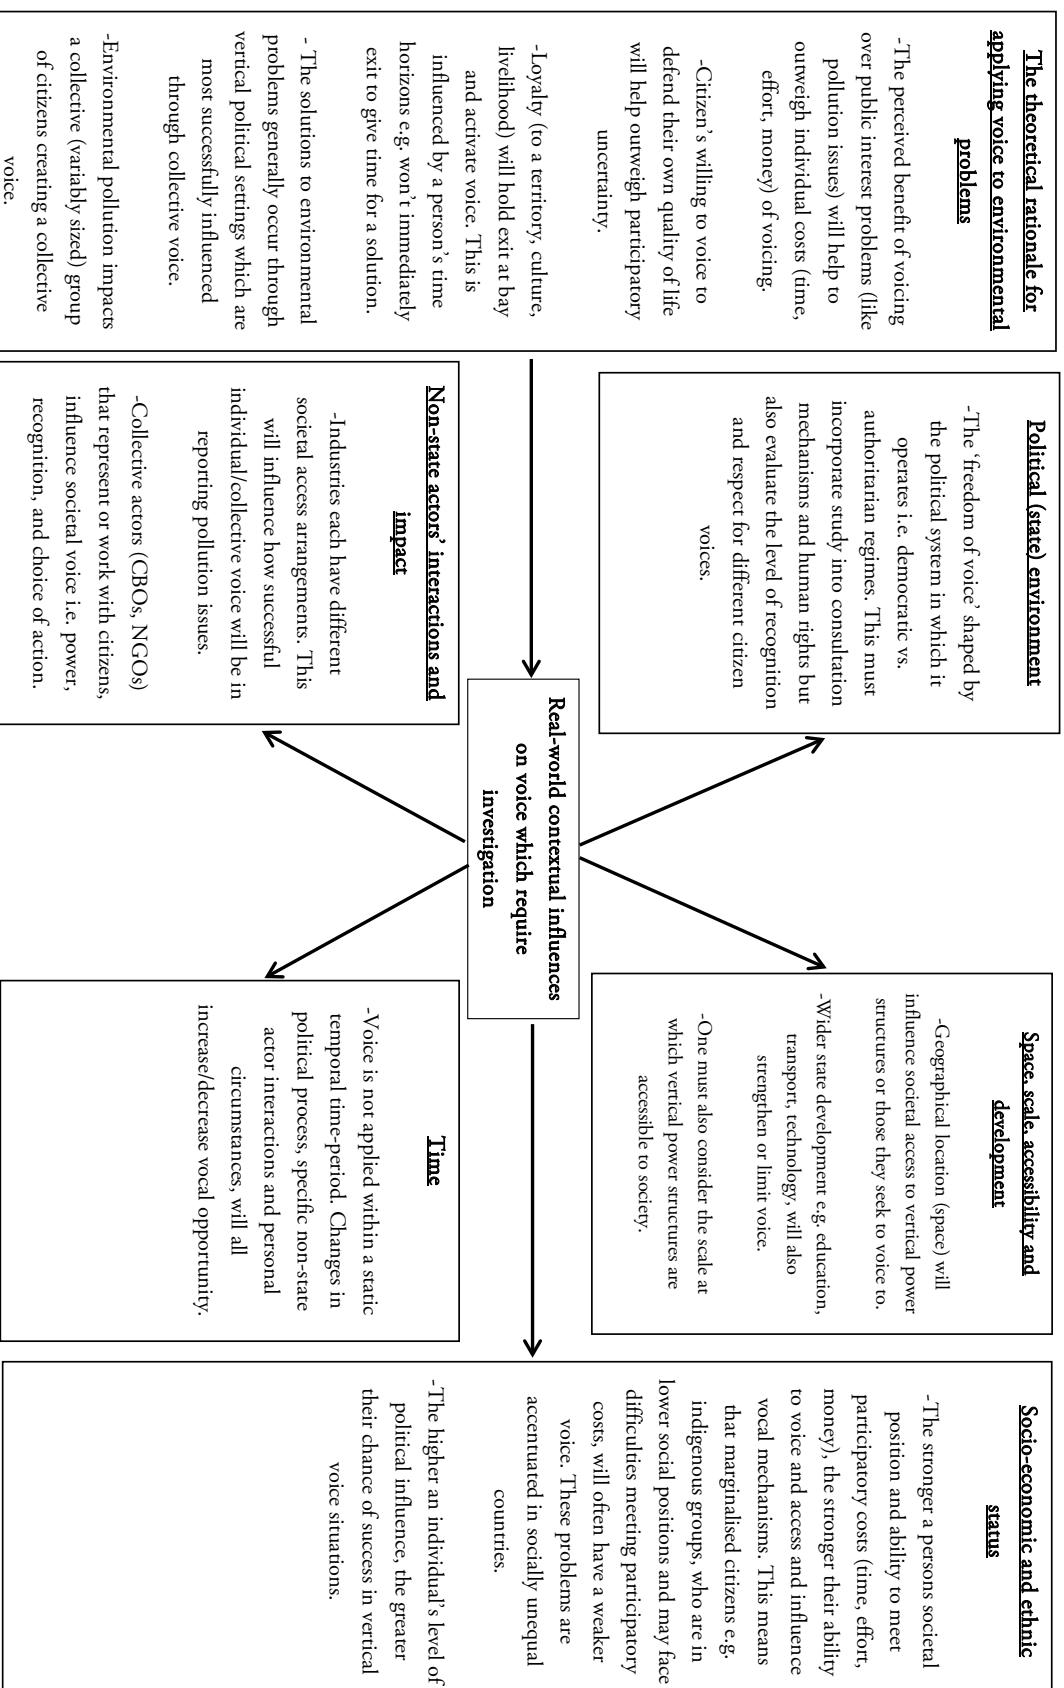 The theoretical rationale for
applying voice to environmental
problems
-The perceived benefit of voicing
over public interest problems (like
pollution issues) will help to
outweigh individual costs (time,
effort, money) of voicing.
-Citizen's willing to voice to
defend their own quality of life
will help outweigh participatory
uncertainty.
-Loyalty (to a territory, culture,
livelihood) will hold exit at bay
and activate voice. This is
influenced by a person's time
horizons e.g. won't immediately
exit to give time for a solution.
- The solutions to environmental
problems generally occur through
vertical political settings which are
most successfully influenced
through collective voice.
-Environmental pollution impacts
a collective (variably sized) group
of citizens creating a collective
voice.
Political (state) environment
-The 'freedom of voice' shaped by
the political system in which it
operates i.e. democratic vs.
authoritarian regimes. This must
incorporate study into consultation
mechanisms and human rights but
also evaluate the level of recognition
and respect for different citizen
voices.
Non-state actors' interactions and
impact
-Industries each have different
societal access arrangements. This
will influence how successful
individual/collective voice will be in
reporting pollution issues.
-Collective actors (CBOs, NGOs)
that represent or work with citizens,
influence societal voice i.e. power,
recognition, and choice of action.
Real-world contextual influences
on voice which require
investigation
Space, scale, accessibility and
development
-Geographical location (space) will
influence societal access to vertical power
structures or those they seek to voice to.
-Wider state development e.g. education,
transport, technology, will also
strengthen or limit voice.
-One must also consider the scale at
which vertical power structures are
accessible to society.
Time
-Voice is not applied within a static
temporal time-period. Changes in
political process, specific non-state
actor interactions and personal
circumstances, will all
increase/decrease vocal opportunity.
Socio-economic and ethnic
status
-The stronger a persons societal
position and ability to meet
participatory costs (time, effort,
money), the stronger their ability
to voice and access and influence
vocal mechanisms. This means
that marginalised citizens e.g.
indigenous groups, who are in
lower social positions and may face
difficulties meeting participatory
costs, will often have a weaker
voice. These problems are
accentuated in socially unequal
countries.
-The higher an individual's level of
political influence, the greater
their chance of success in vertical
voice situations.